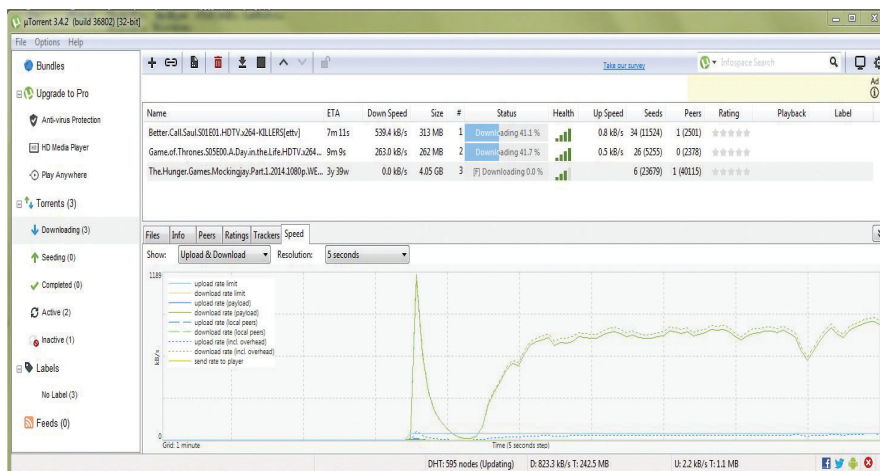 µTorrent 3.4.2 (build 36802) [32-bit]
File Options Help
Bundles
Upgrade to Pro
Anti-virus Protection
HD Media Player
Play Anywhere
Torrents (3)
Downloading (3)
Seeding (0)
Completed (0)
Active (2)
Inactive (1)
Labels
No Label (3)
Feeds (0)
Take our survey
Infospace Search
Ad
Name ETA Down Speed Size # Status Health Up Speed Seeds Peers Rating Playback Label
Better.Call.Saul.S01E01.HDTV.x264-KILLERS[ettv] 7m 11s 539.4 kB/s 313 MB 1 Downloading 41.1 % 0.8 kB/s 34 (11524) 1 (2501)
Game.of.Thrones.S05E00.A.Day.in.the.Life.HDTV.x264... 9m 9s 263.0 kB/s 262 MB 2 Downloading 41.7 % 0.5 kB/s 26 (5255) 0 (2378)
The.Hunger.Games.Mockingjay.Part.1.2014.1080p.WE... 3y 39w 0.0 kB/s 4.05 GB 3 [F] Downloading 0.0 % 6 (23679) 1 (40115)
Files Info Peers Ratings Trackers Speed
Show: Upload & Download Resolution: 5 seconds
1189
kB/s
0
upload rate limit
download rate limit
upload rate (payload)
download rate (payload)
upload rate (local peers)
download rate (local peers)
upload rate (incl. overhead)
download rate (incl. overhead)
send rate to player
Grid: 1 minute Time (5 seconds step)
DHT: 595 nodes (Updating) D: 823.3 kB/s T: 242.5 MB U: 2.2 kB/s T: 1.1 MB